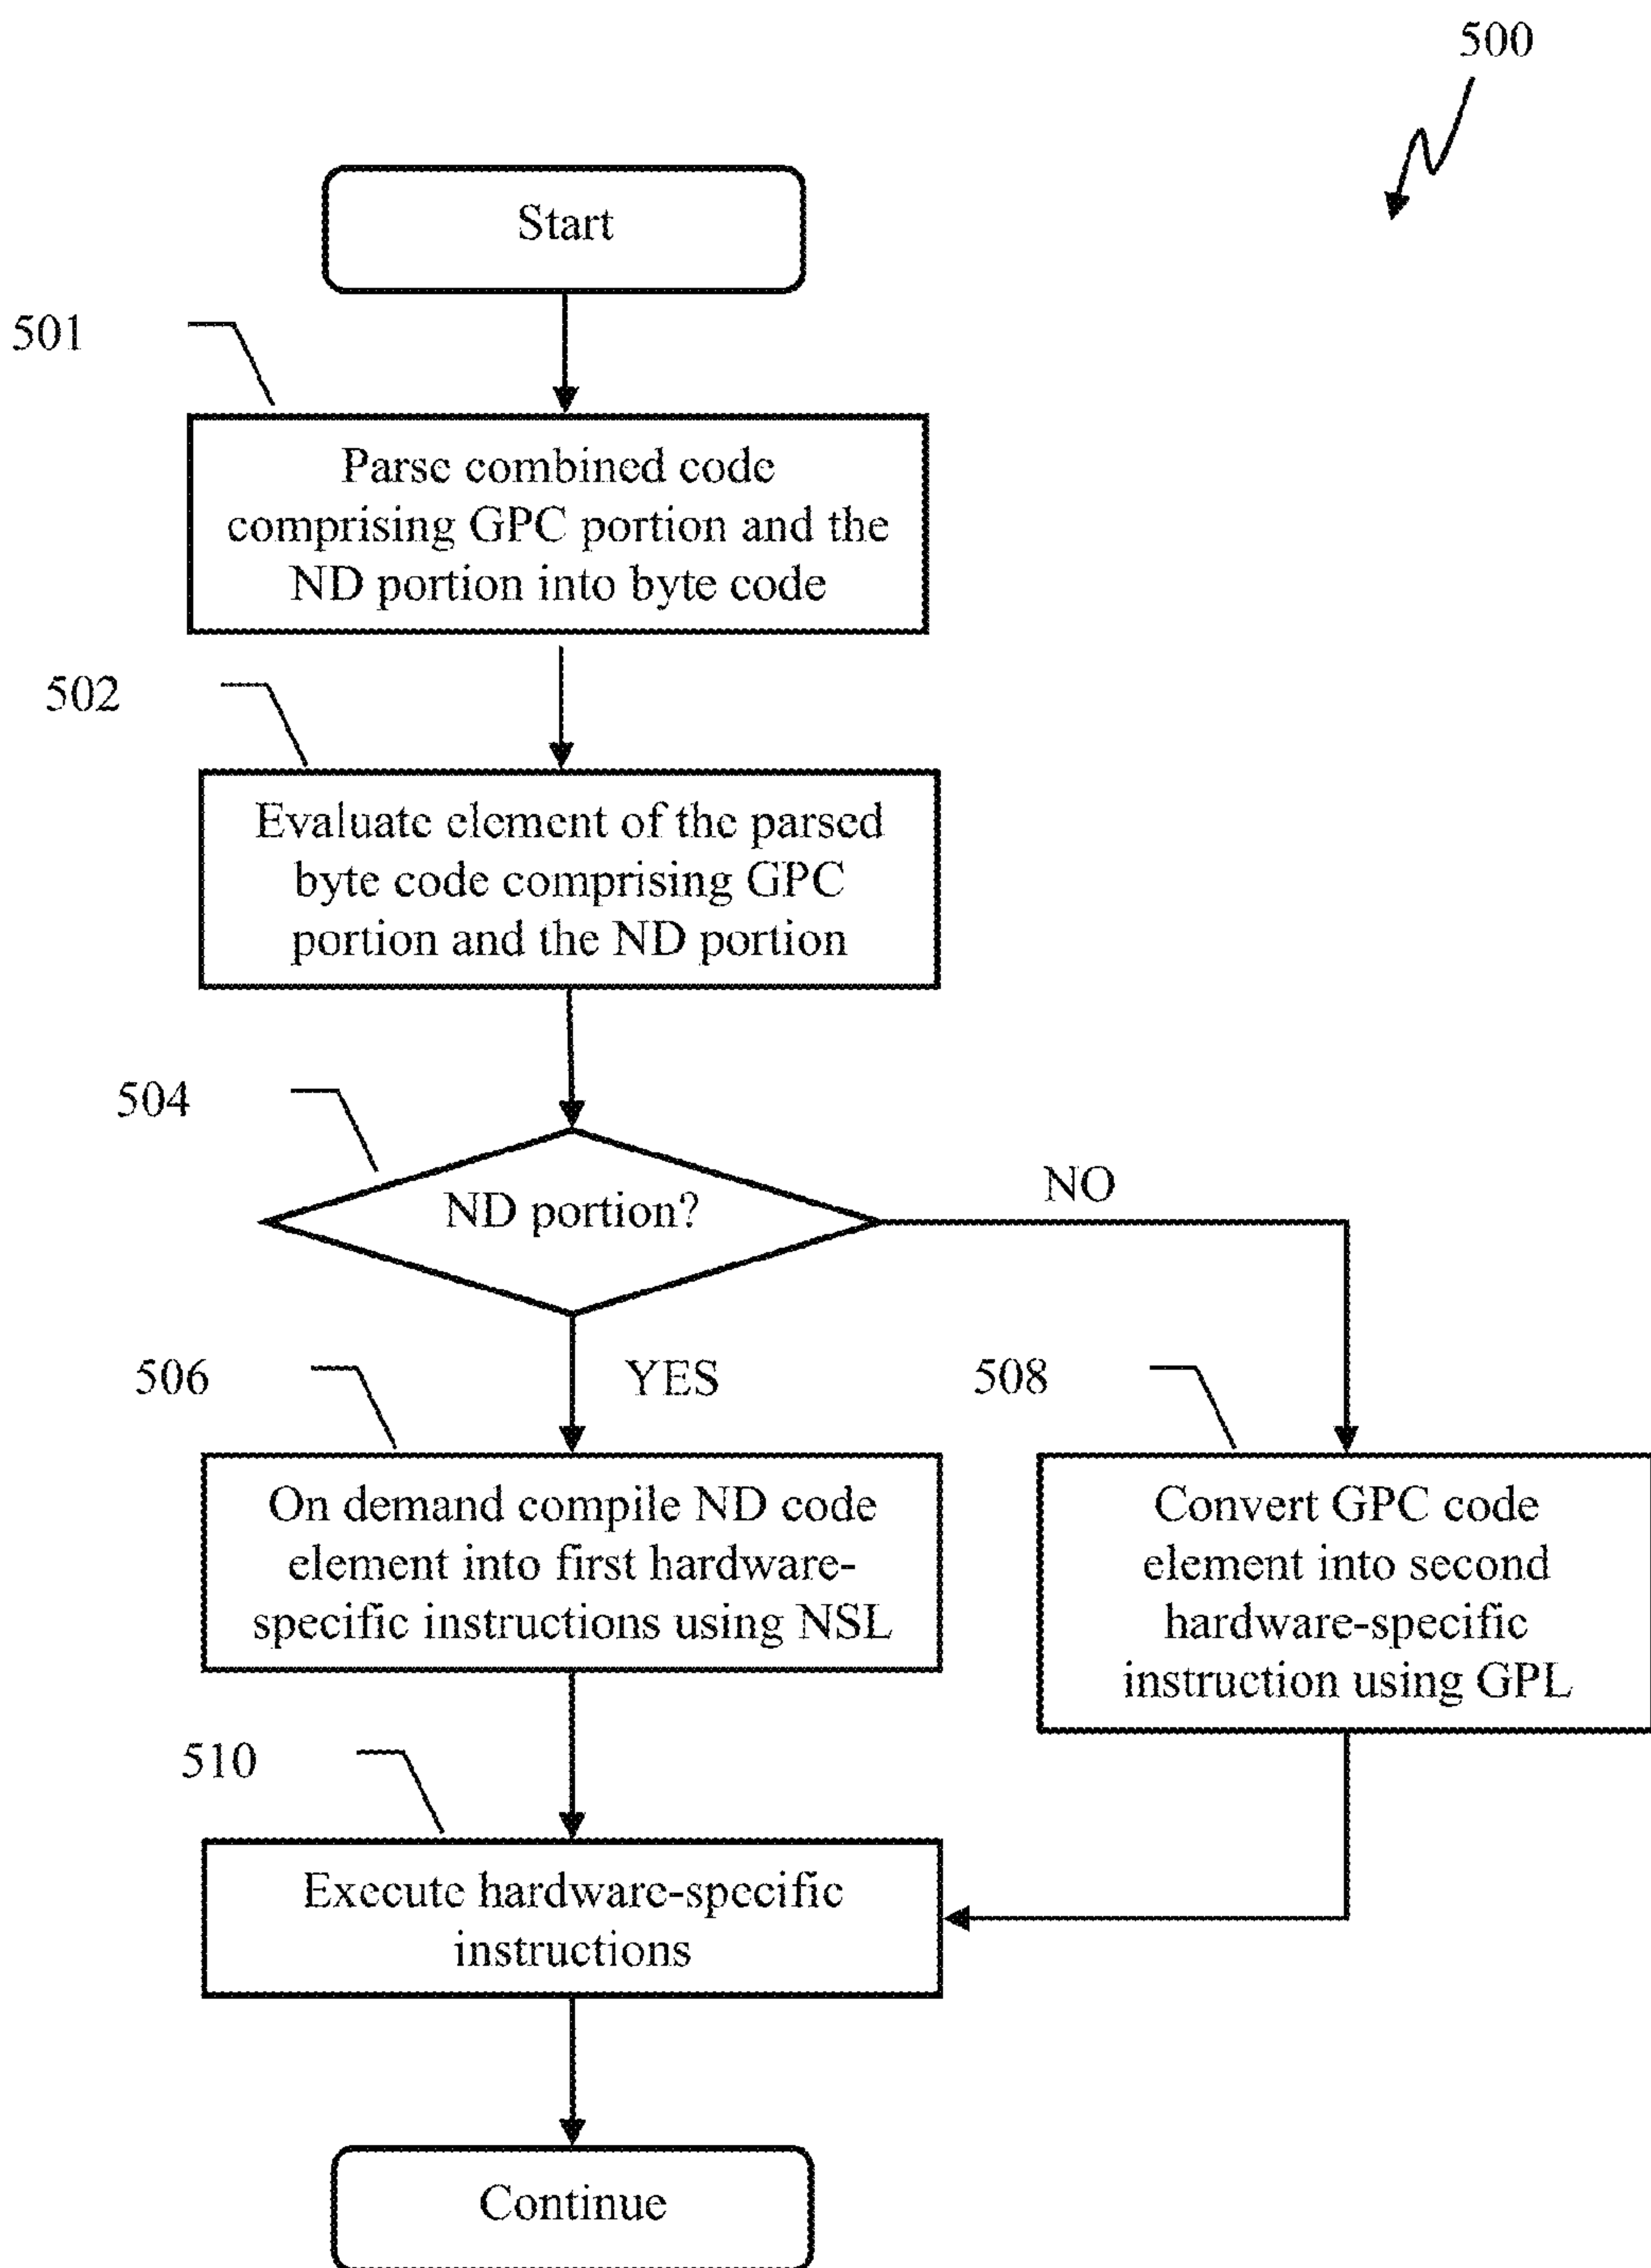 500
Start
501
Parse combined code
comprising GPC portion and the
ND portion into byte code
502
Evaluate element of the parsed
byte code comprising GPC
portion and the ND portion
504
ND portion?
NO
YES
506
On demand compile ND code
element into first hardware-
specific instructions using NSL
508
Convert GPC code
element into second
hardware-specific
instruction using GPL
510
Execute hardware-specific
instructions
Continue